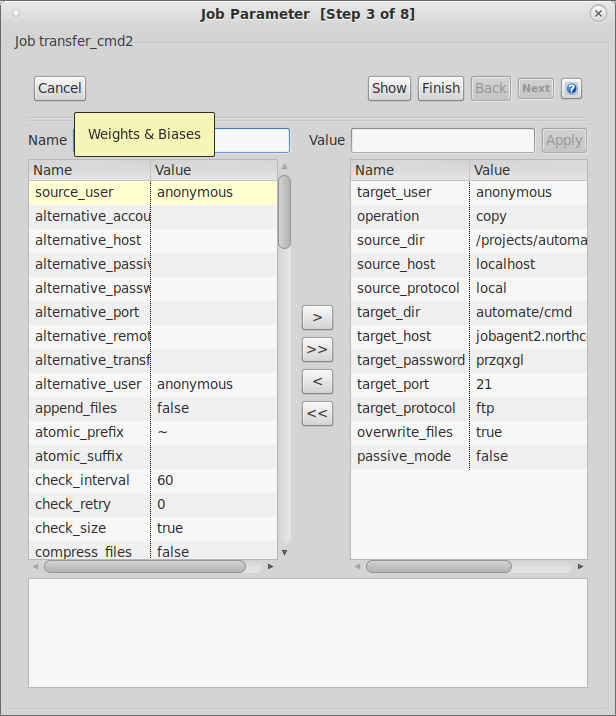 Job Parameter [Step 3 of 8]
Job transfer_cmd2
Cancel Show Finish Back Next
Weights & Biases
Name Value Apply
Name Value
source_user anonymous
alternative_accou
alternative_host
alternative_passiv
alternative_passw
alternative_port
alternative_remot
alternative_transf
alternative_user anonymous
append_files false
atomic_prefix ~
atomic_suffix
check_interval 60
check_retry 0
check_size true
compress_files false
>
>>
<
<<
Name Value
target_user anonymous
operation copy
source_dir /projects/automa
source_host localhost
source_protocol local
target_dir automate/cmd
target_host jobagent2.northc
target_password przqxgl
target_port 21
target_protocol ftp
overwrite_files true
passive_mode false